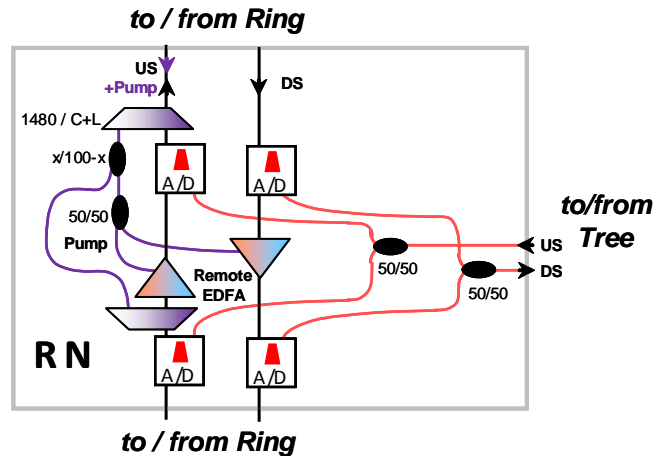 to / from Ring
US
+Pump
DS
1480 / C+L
x/100-x
A/D
A/D
50/50
Pump
Remote
EDFA
50/50
US
DS
50/50
to/from
Tree
RN
A/D
A/D
to / from Ring